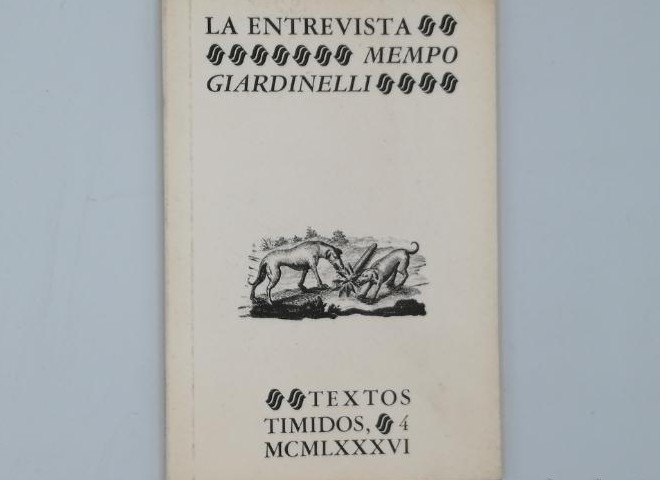 LA ENTREVISTA
MEMPO
GIARDINELLI
TEXTOS
TIMIDOS, 4
MCMLXXXVI